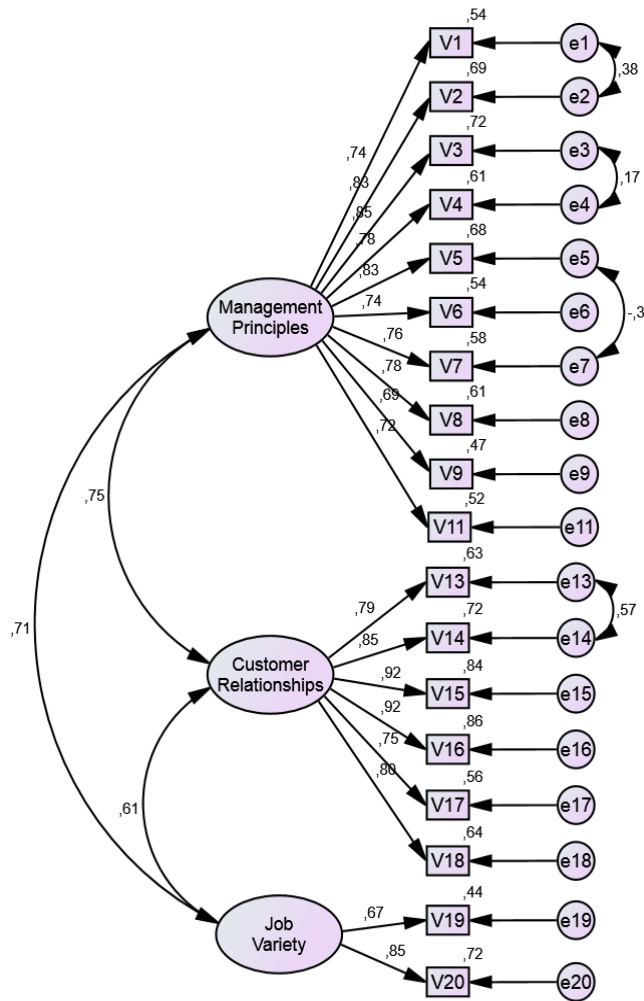 ,54
V1
e1
,38
,69
V2
e2
,72
V3
e3
,17
,61
V4
e4
,68
V5
e5
-,3
,54
V6
e6
,58
V7
e7
,61
V8
e8
,47
V9
e9
,52
V11
e11
,74
,83
,85
,78
,83
,74
,76
,78
,69
,72
Management
Principles
,75
,71
,63
V13
e13
,57
,72
V14
e14
,84
V15
e15
,86
V16
e16
,56
V17
e17
,64
V18
e18
,79
,85
,92
,92
,75
,80
Customer
Relationships
,61
,44
V19
e19
,72
V20
e20
,67
,85
Job
Variety